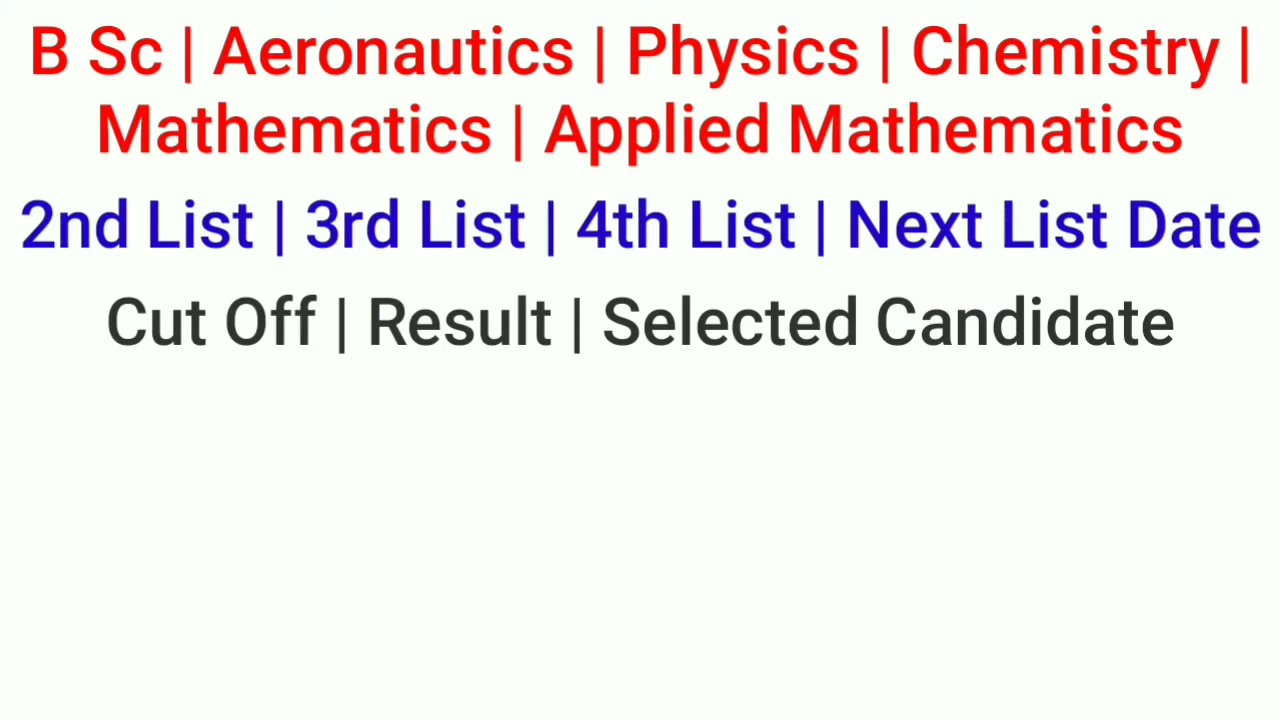 B Sc | Aeronautics | Physics | Chemistry |
Mathematics | Applied Mathematics
2nd List | 3rd List | 4th List | Next List Date
Cut Off | Result | Selected Candidate